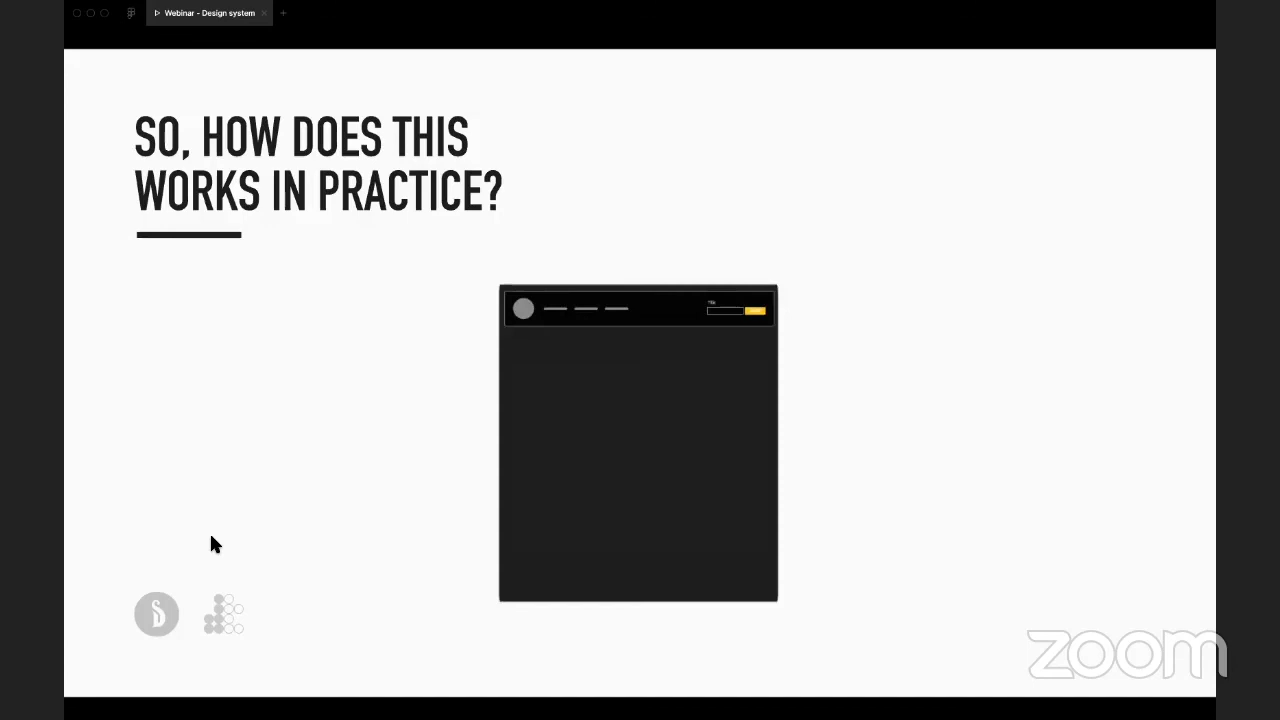 Webinar - Design system
SO, HOW DOES THIS
WORKS IN PRACTICE?
zoom